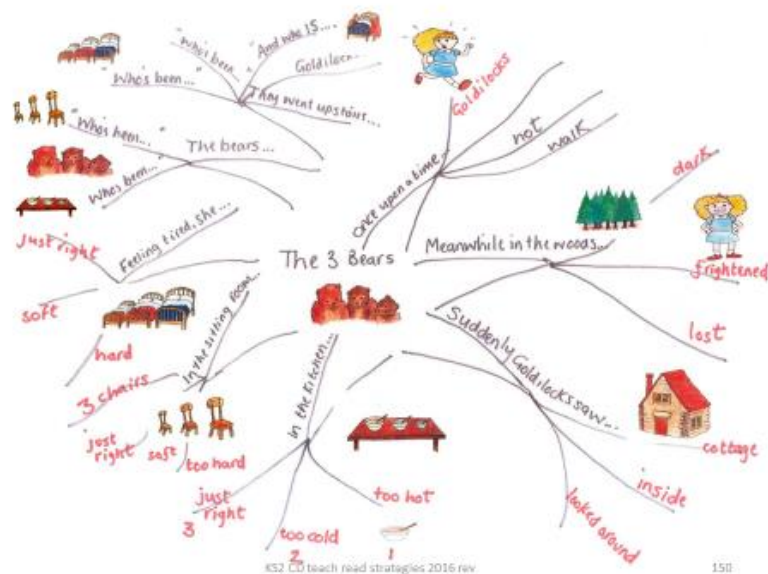 The 3 Bears
Once upon a time...
Goldilocks
hot
walk
Meanwhile in the woods...
dark
frightened
lost
Suddenly Goldilocks saw...
cottage
inside
looked around
in the kitchen...
too hot
1
too cold
2
just
right
3
In the sitting room...
3 chairs
just
right
soft
too hard
Feeling tired, she...
just right
soft
hard
The bears...
"Who's been..."
Who's been..."
They went upstairs...
"Who's been..."
"Who's been..."
"And who is....
Goldilock...
KS2 CD teach read strategies 2016 rev
150